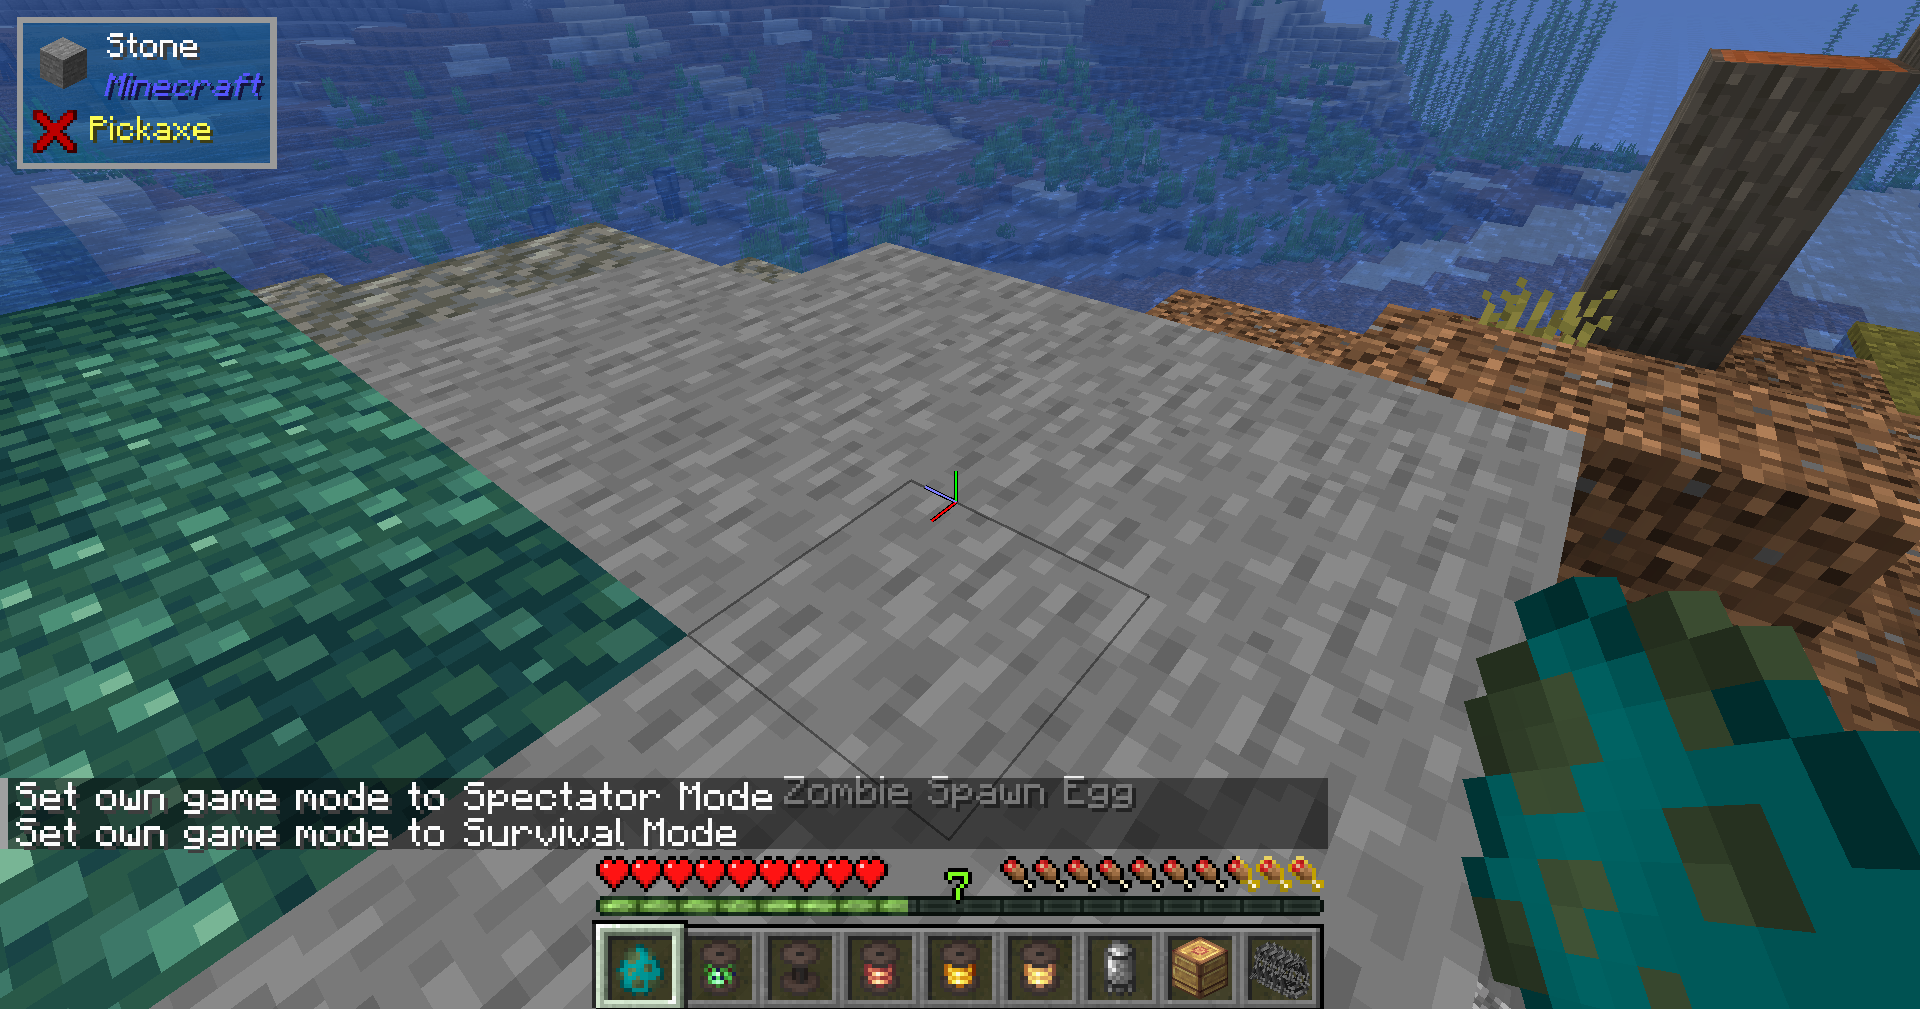 Stone
Minecraft
Pickaxe
Zombie Spawn Egg
Set own game mode to Spectator Mode
Set own game mode to Survival Mode
7